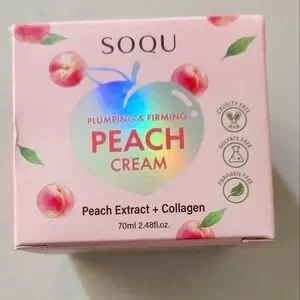 SOQU
PLUMPING & FIRMING
PEACH
CREAM
Peach Extract + Collagen
70ml 2.48fl.oz.
CRUELTY FREE
SULFATE FREE
PARABEN FREE